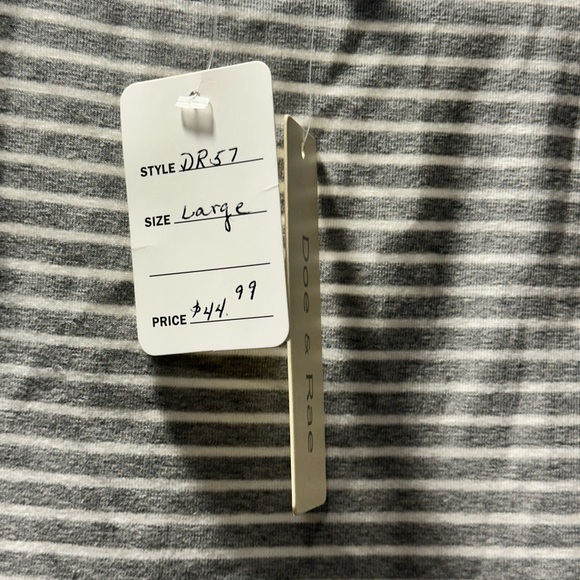 STYLE DR57
SIZE Large
PRICE $44.99
Doe & Rae